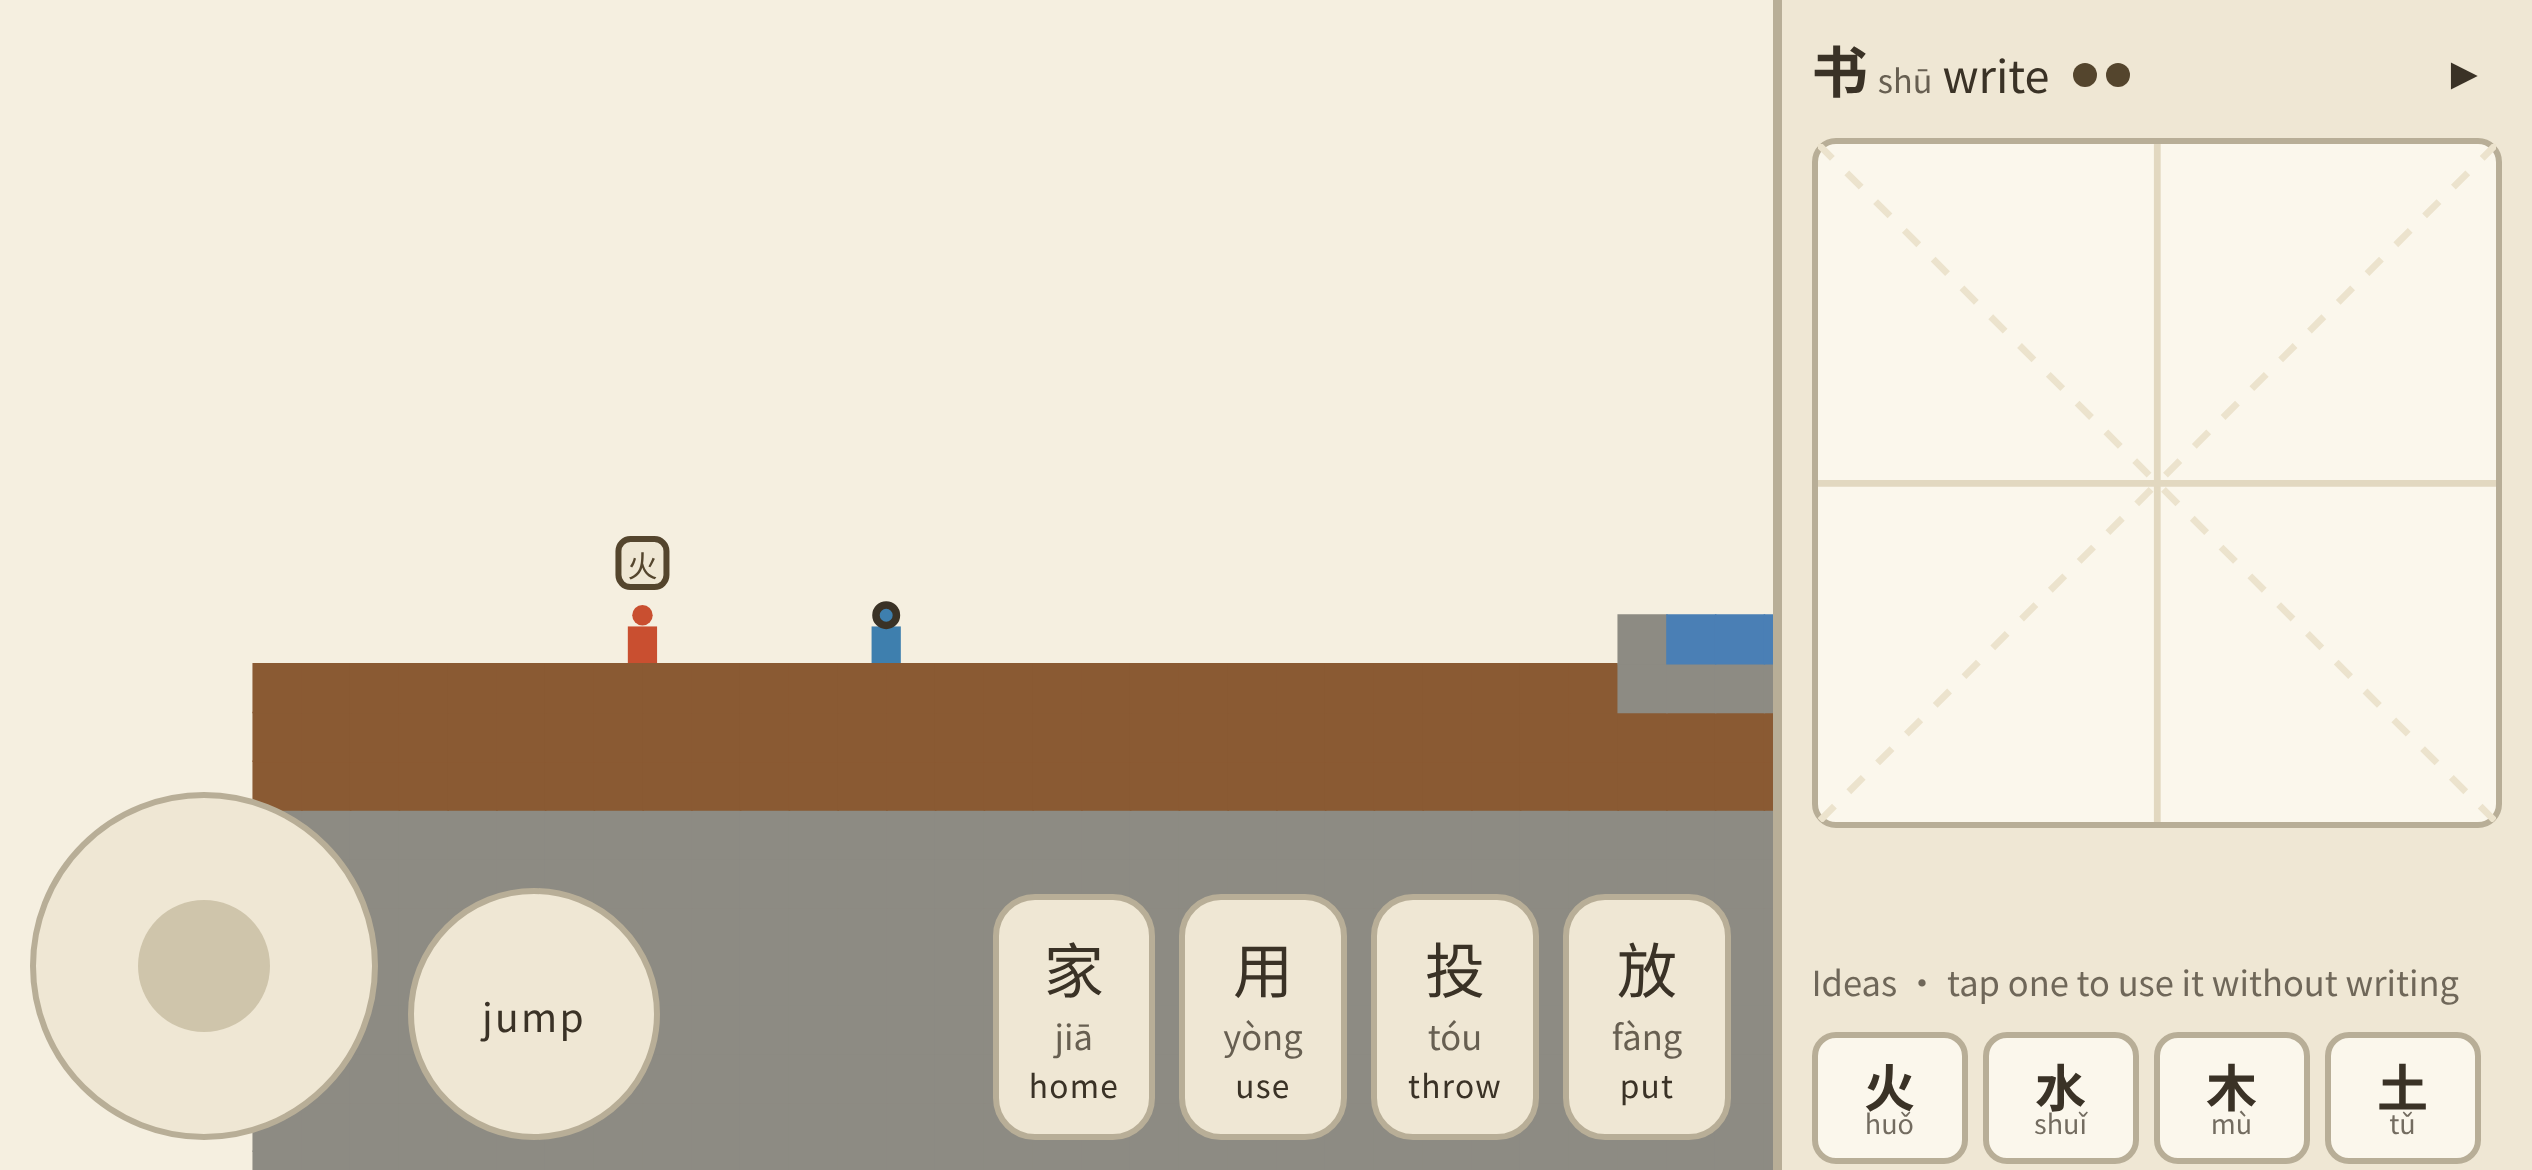 书 shū write
火
jump
家 用 投 放
jiā yòng tóu fàng
home use throw put
Ideas • tap one to use it without writing
火 水 木 土
huǒ shuǐ mù tǔ